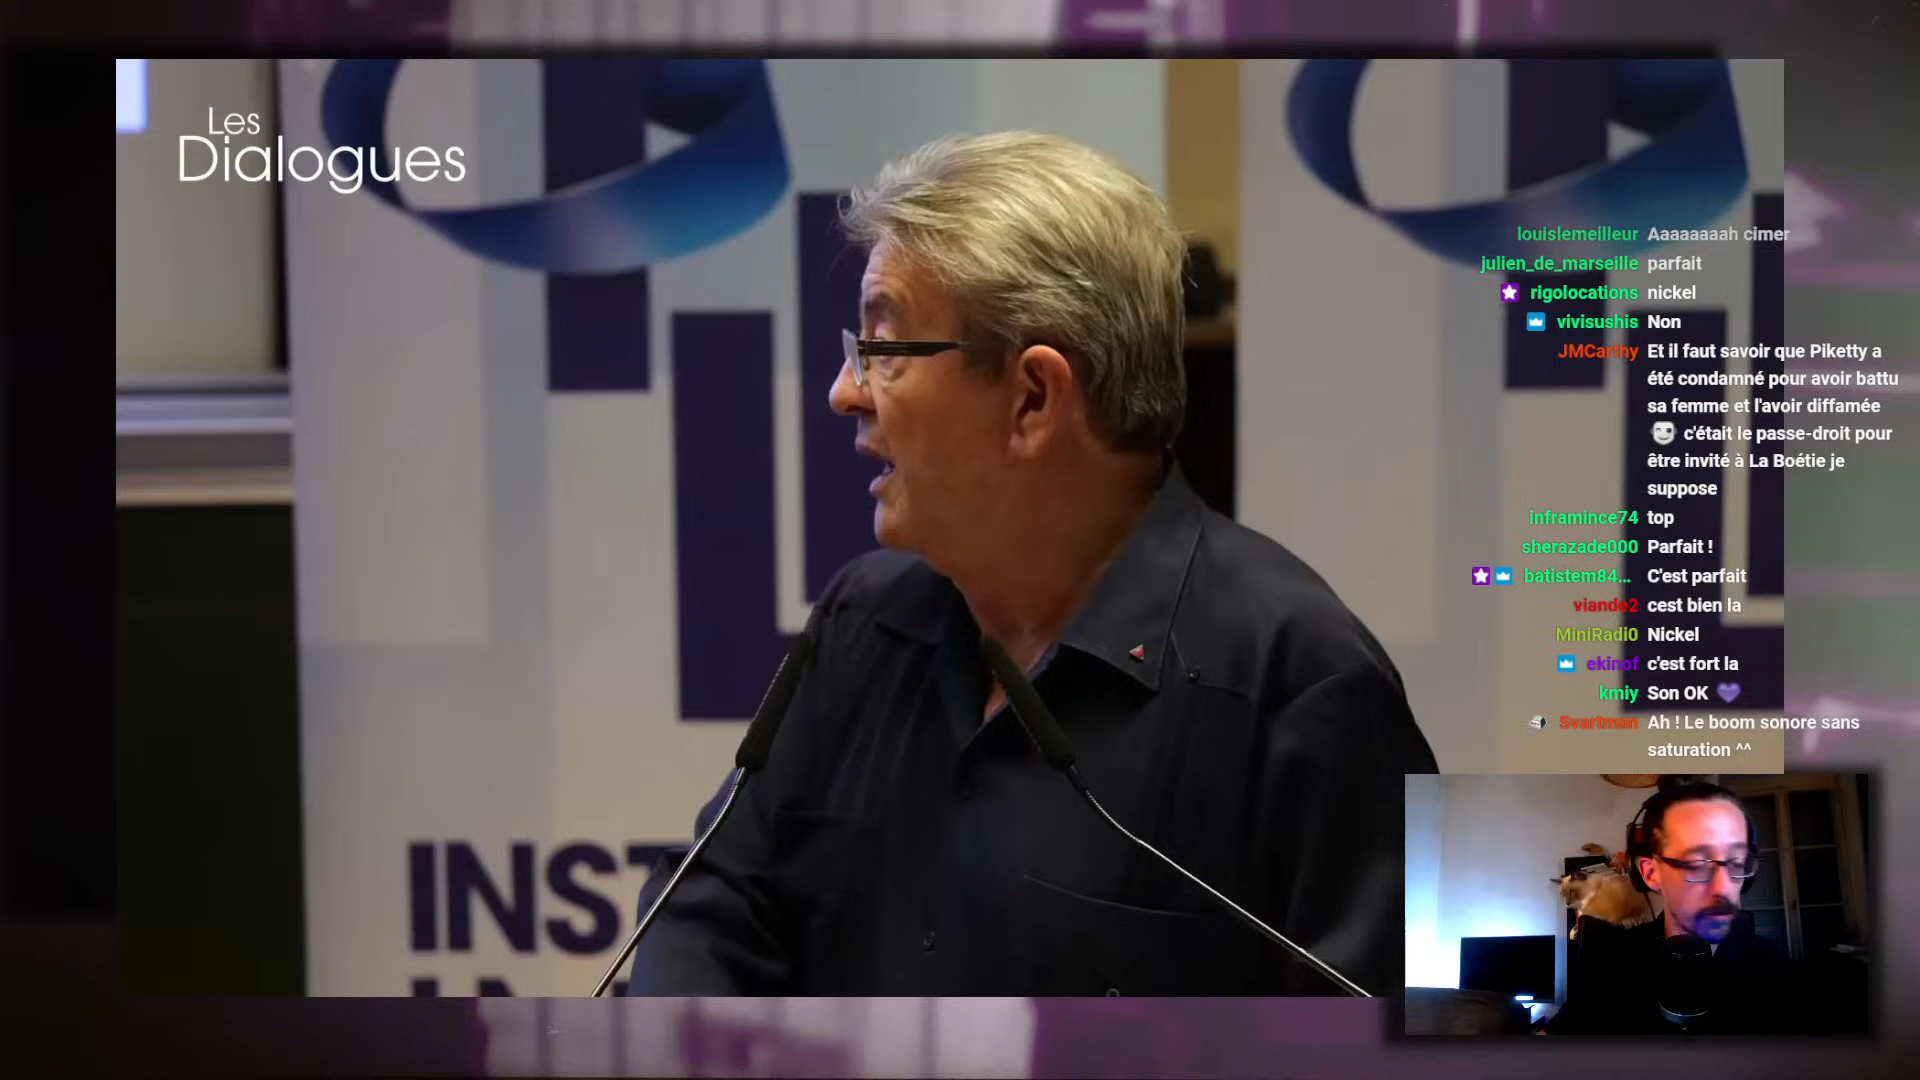 Les
Dialogues
INST
louislemeilleur Aaaaaaaah cimer
julien_de_marseille parfait
rigolocations nickel
vivisushis Non
JMCarthy Et il faut savoir que Piketty a
été condamné pour avoir battu
sa femme et l'avoir diffamée
c'était le passe-droit pour
être invité à La Boétie je
suppose
inframince74 top
sherazade000 Parfait !
batistem84... C'est parfait
viande2 cest bien la
MiniRadi0 Nickel
ekinof c'est fort la
kmiy Son OK
Svartman Ah ! Le boom sonore sans
saturation ^^